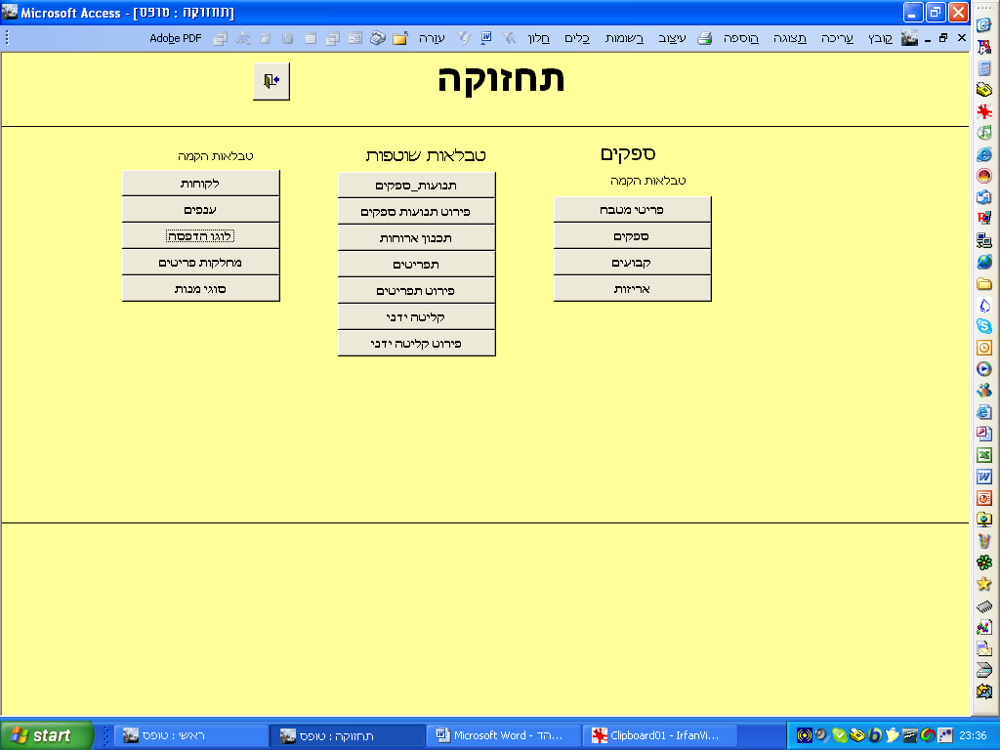 Microsoft Access - [תחזוקה : טופס]
קובץ עריכה תצוגה הוספה עיצוב רשומות כלים חלון עזרה Adobe PDF
תחזוקה
ספקים
טבלאות הקמה
פריטי מטבח
ספקים
קבועים
אריזות
טבלאות שוטפות
תנועות_ספקים
פירוט תנועות ספקים
תכנון ארוחות
תפריטים
פירוט תפריטים
קליטה ידני
פירוט קליטה ידני
טבלאות הקמה
לקוחות
ענפים
לוגו הדפסה
מחלקות פריטים
סוגי מנות
start
ראשי : טופס
תחזוקה : טופס
Microsoft Word - הד...
Clipboard01 - IrfanVi...
23:36